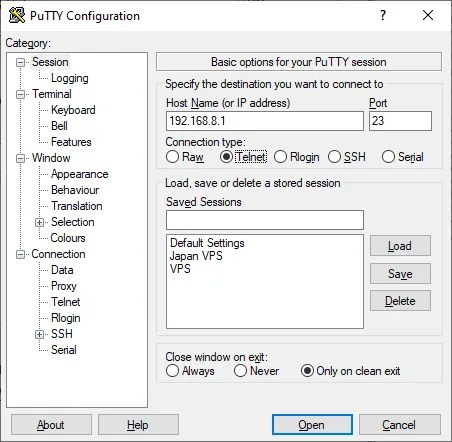 PuTTY Configuration
?
Category:
Session
Logging
Terminal
Keyboard
Bell
Features
Window
Appearance
Behaviour
Translation
Selection
Colours
Connection
Data
Proxy
Telnet
Rlogin
SSH
Serial
Basic options for your PuTTY session
Specify the destination you want to connect to
Host Name (or IP address) Port
192.168.8.1 23
Connection type:
Raw Telnet Rlogin SSH Serial
Load, save or delete a stored session
Saved Sessions
Default Settings
Japan VPS
VPS
Load
Save
Delete
Close window on exit:
Always Never Only on clean exit
About Help Open Cancel